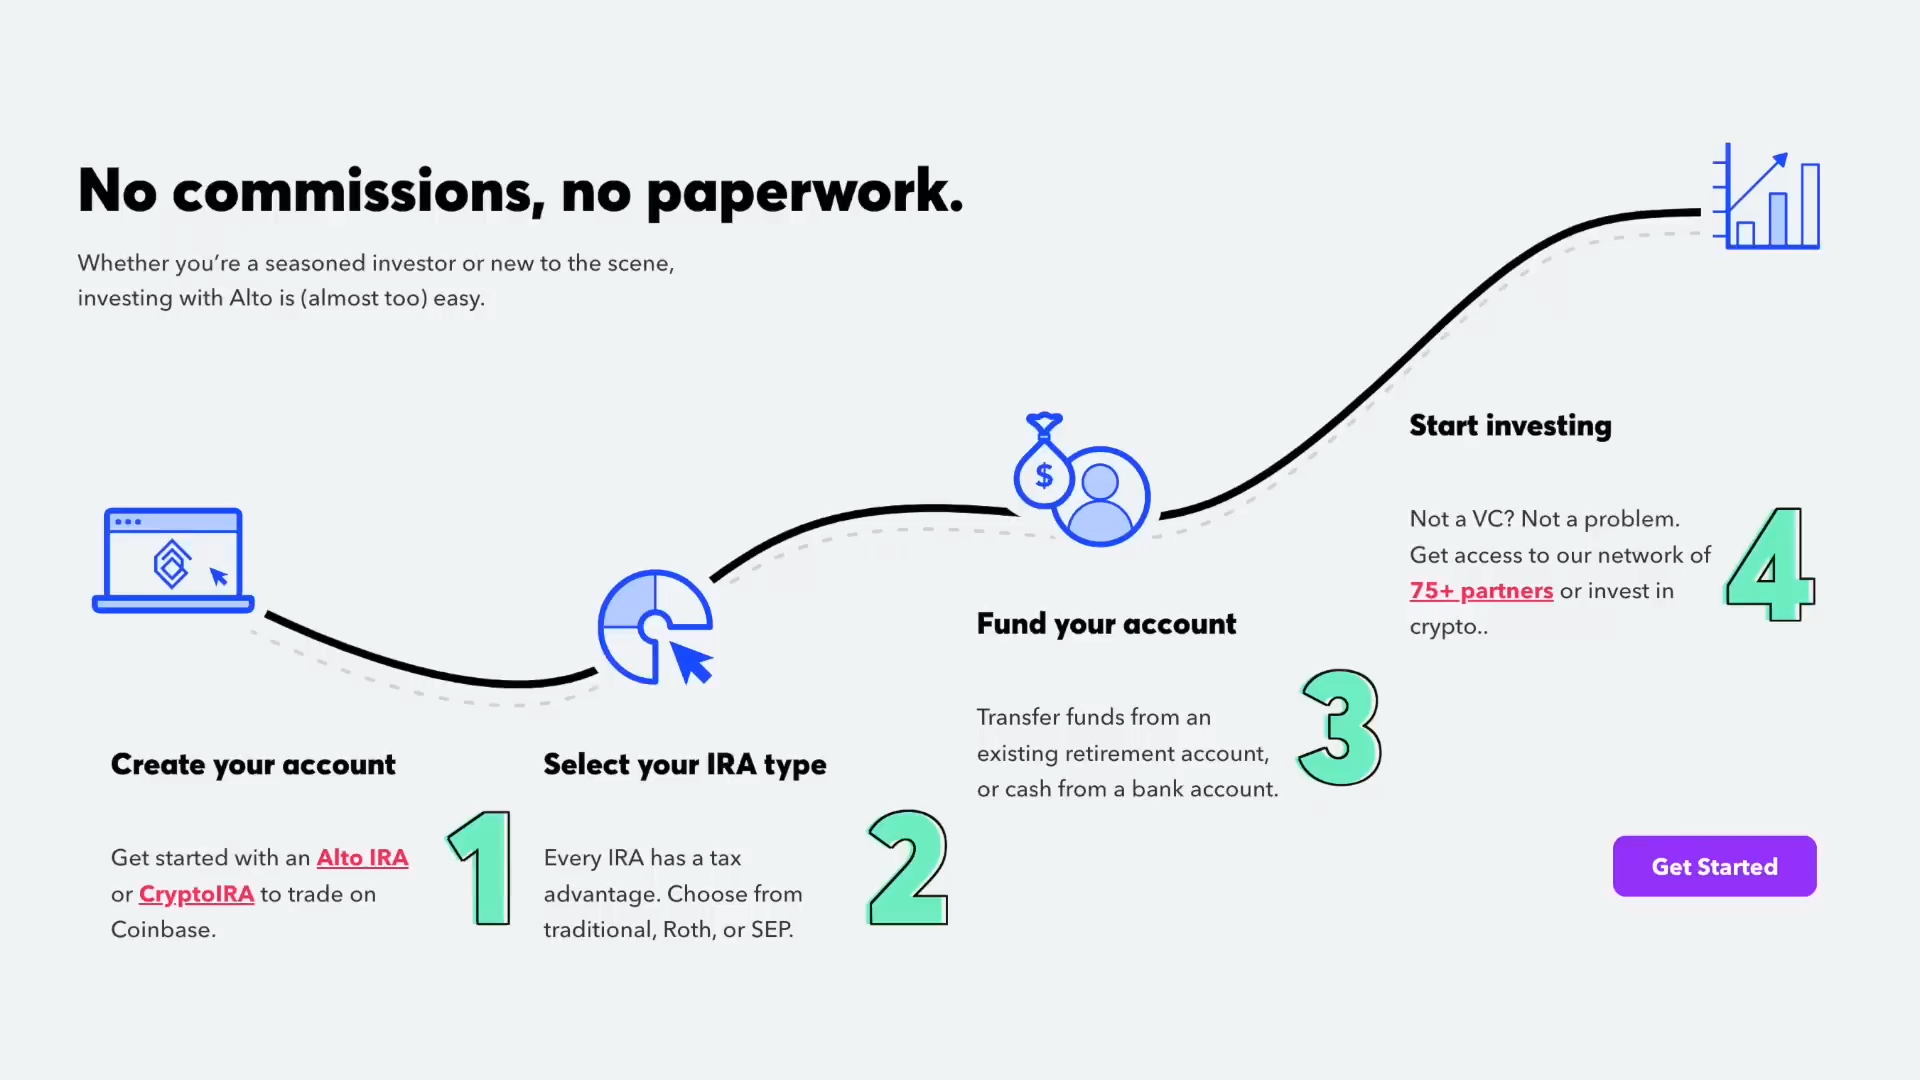 No commissions, no paperwork.
Whether you’re a seasoned investor or new to the scene,
investing with Alto is (almost too) easy.
$
Create your account
Get started with an Alto IRA
or CryptoIRA to trade on
Coinbase.
1
Select your IRA type
Every IRA has a tax
advantage. Choose from
traditional, Roth, or SEP.
2
Fund your account
Transfer funds from an
existing retirement account,
or cash from a bank account.
3
Start investing
Not a VC? Not a problem.
Get access to our network of
75+ partners or invest in
crypto..
4
Get Started